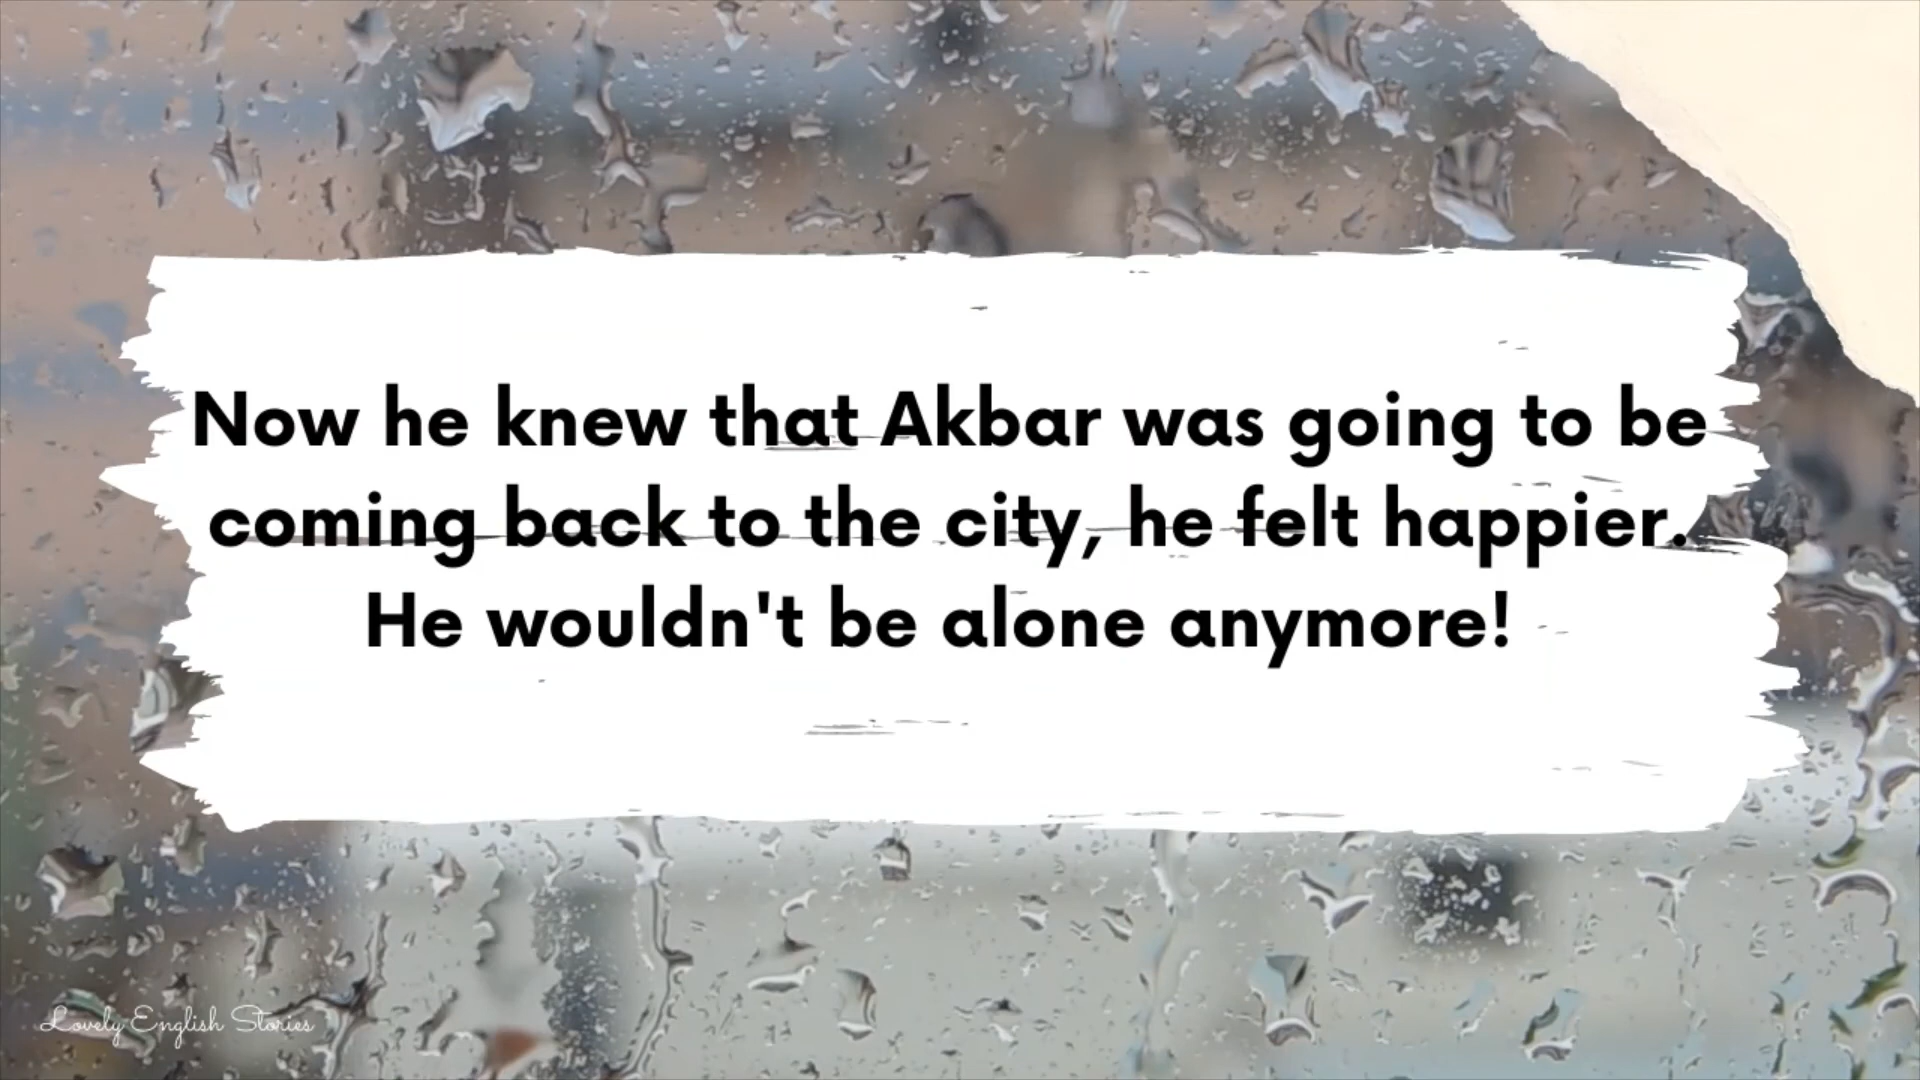 Now he knew that Akbar was going to be
coming back to the city, he felt happier.
He wouldn't be alone anymore!
Lovely English Stories